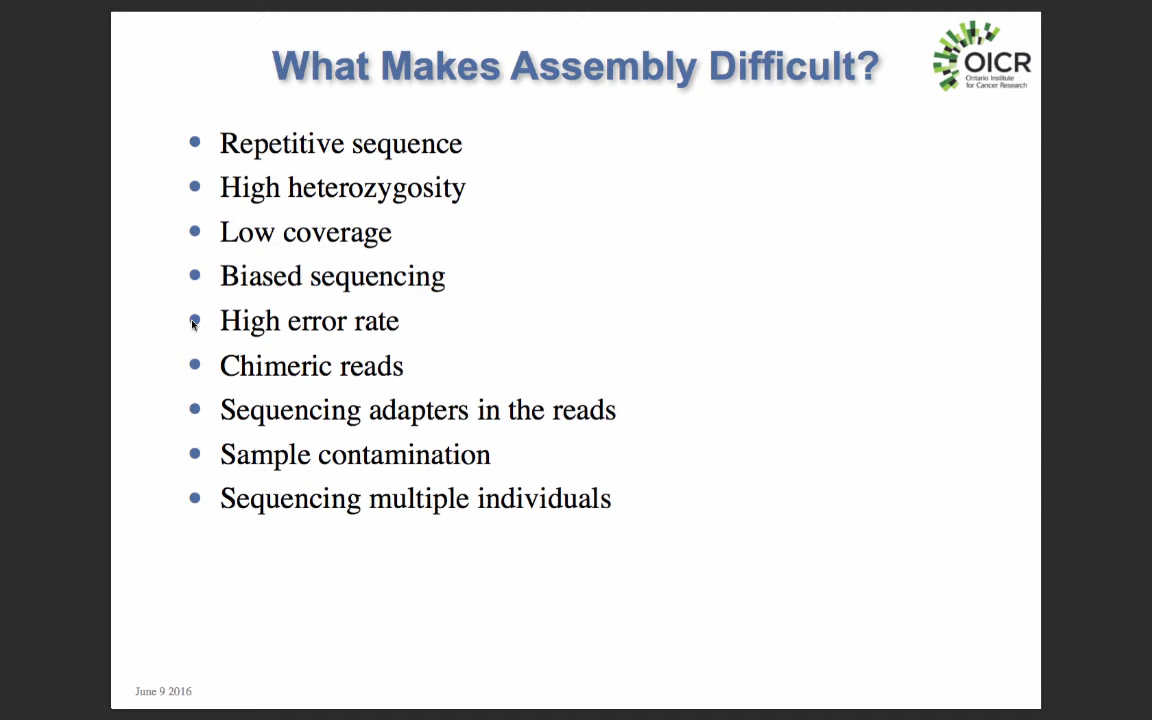 What Makes Assembly Difficult?
OICR
Ontario Institute
for Cancer Research
Repetitive sequence
High heterozygosity
Low coverage
Biased sequencing
High error rate
Chimeric reads
Sequencing adapters in the reads
Sample contamination
Sequencing multiple individuals
June 9 2016